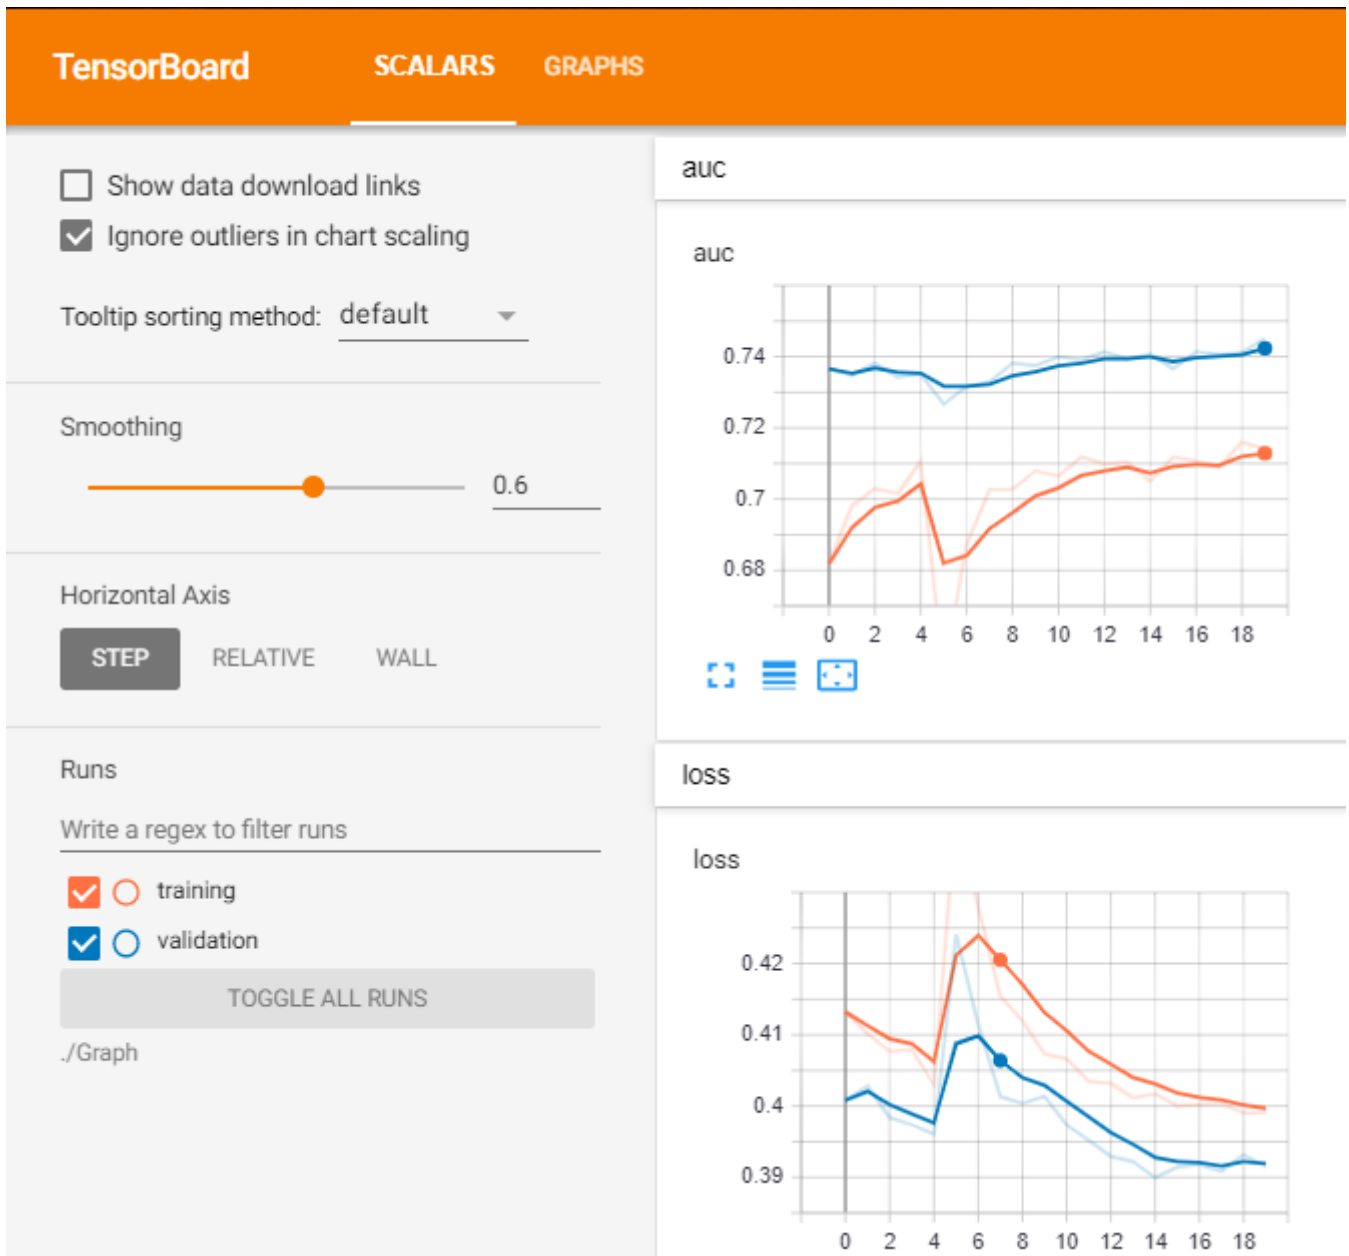 TensorBoard SCALARS GRAPHS
Show data download links
Ignore outliers in chart scaling
Tooltip sorting method: default
Smoothing
0.6
Horizontal Axis
STEP RELATIVE WALL
Runs
Write a regex to filter runs
training
validation
TOGGLE ALL RUNS
./Graph
auc
auc
0.74
0.72
0.7
0.68
0 2 4 6 8 10 12 14 16 18
loss
loss
0.42
0.41
0.4
0.39
0 2 4 6 8 10 12 14 16 18